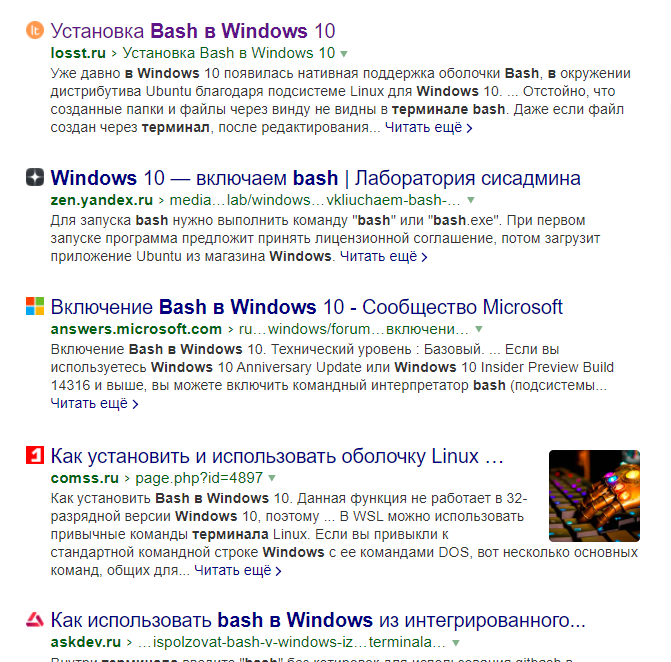 Установка Bash в Windows 10
losst.ru › Установка Bash в Windows 10
Уже давно в Windows 10 появилась нативная поддержка оболочки Bash, в окружении
дистрибутива Ubuntu благодаря подсистеме Linux для Windows 10. ... Отстойно, что
созданные папки и файлы через винду не видны в терминале bash. Даже если файл
создан через терминал, после редактирования... Читать ещё ›
Windows 10 — включаем bash | Лаборатория сисадмина
zen.yandex.ru › media...lab/windows...vkliuchaem-bash-...
Для запуска bash нужно выполнить команду "bash" или "bash.exe". При первом
запуске программа предложит принять лицензионной соглашение, потом загрузит
приложение Ubuntu из магазина Windows. Читать ещё ›
Включение Bash в Windows 10 - Сообщество Microsoft
answers.microsoft.com › ru...windows/forum...включени...
Включение Bash в Windows 10. Технический уровень : Базовый. ... Если вы
используетесь Windows 10 Anniversary Update или Windows 10 Insider Preview Build
14316 и выше, вы можете включить командный интерпретатор bash (подсистемы...
Читать ещё ›
Как установить и использовать оболочку Linux ...
comss.ru › page.php?id=4897
Как установить Bash в Windows 10. Данная функция не работает в 32-
разрядной версии Windows 10, поэтому ... В WSL можно использовать
привычные команды терминала Linux. Если вы привыкли к
стандартной командной строке Windows с ее командами DOS, вот несколько основных
команд, общих для... Читать ещё ›
Как использовать bash в Windows из интегрированного...
askdev.ru › ...ispolzovat-bash-v-windows-iz...terminala...
Внутри терминала введите "bash" без кавычек для использования gitbash в